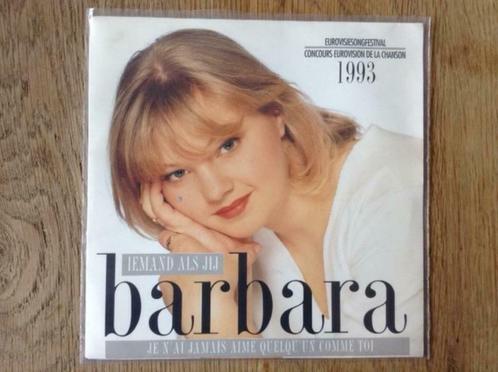 EUROVISIESONGFESTIVAL
CONCOURS EUROVISION DE LA CHANSON
1993
IEMAND ALS JIJ
barbara
JE N'AI JAMAIS AIME QUELQU'UN COMME TOI